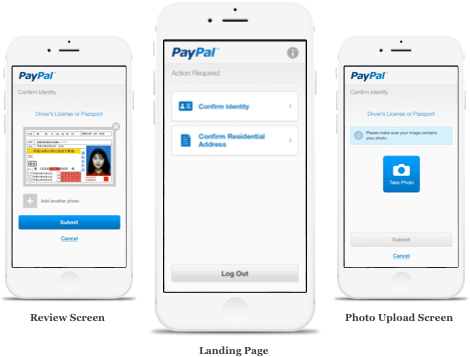 PayPal
Confirm Identity
Driver's License or Passport
Add another photo
Submit
Cancel
Review Screen
PayPal
Action Required
Confirm Identity
Confirm Residential
Address
Log Out
Landing Page
PayPal
Confirm Identity
Driver's License or Passport
Please make sure your image contains
your photo.
Take Photo
Submit
Cancel
Photo Upload Screen